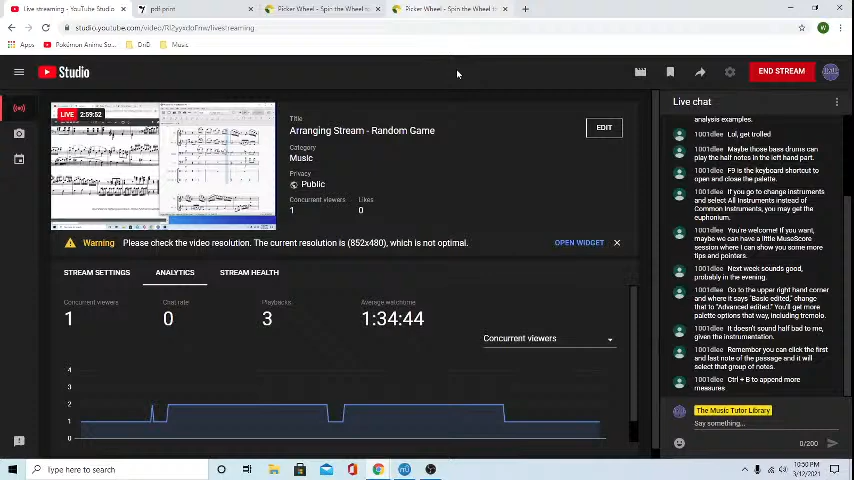 Live streaming - YouTube Studio
pdf-print
Picker Wheel - Spin the Wheel t
Picker Wheel - Spin the Wheel t
studio.youtube.com/video/
/livestreaming
W
Apps
Pokémon Anime So...
DnD
Music
Studio
END STREAM
LIVE 2:59:52
Title
Arranging Stream - Random Game
EDIT
Category
Music
Privacy
Public
Concurrent viewers
Likes
1
0
Warning Please check the video resolution. The current resolution is (852x480), which is not optimal.
OPEN WIDGET
STREAM SETTINGS
ANALYTICS
STREAM HEALTH
Concurrent viewers
Chat rate
Playbacks
Average watchtime
1
0
3
1:34:44
Concurrent viewers
4
3
2
1
0
Live chat
analysis examples.
1001dlee Lol, get trolled
1001dlee Maybe those bass drums can
play the half notes in the left hand part.
1001dlee F9 is the keyboard shortcut to
open and close the palette.
1001dlee If you go to change instruments
and select All Instruments instead of
Common Instruments, you may get the
euphonium.
1001dlee You're welcome! If you want,
maybe we can have a little MuseScore
session where I can show you some more
tips and pointers.
1001dlee Next week sounds good,
probably in the evening.
1001dlee Go to the upper right hand corner
and where it says "Basic edited," change
that to "Advanced edited." You'll get more
palette options that way, including tremolo.
1001dlee It doesn't sound half bad to me,
given the instrumentation.
1001dlee Remember you can click the first
and last note of the passage and it will
select that group of notes.
1001dlee Ctrl + B to append more
measures
The Music Tutor Library
Say something...
0/200
Type here to search
10:50 PM
3/12/2021